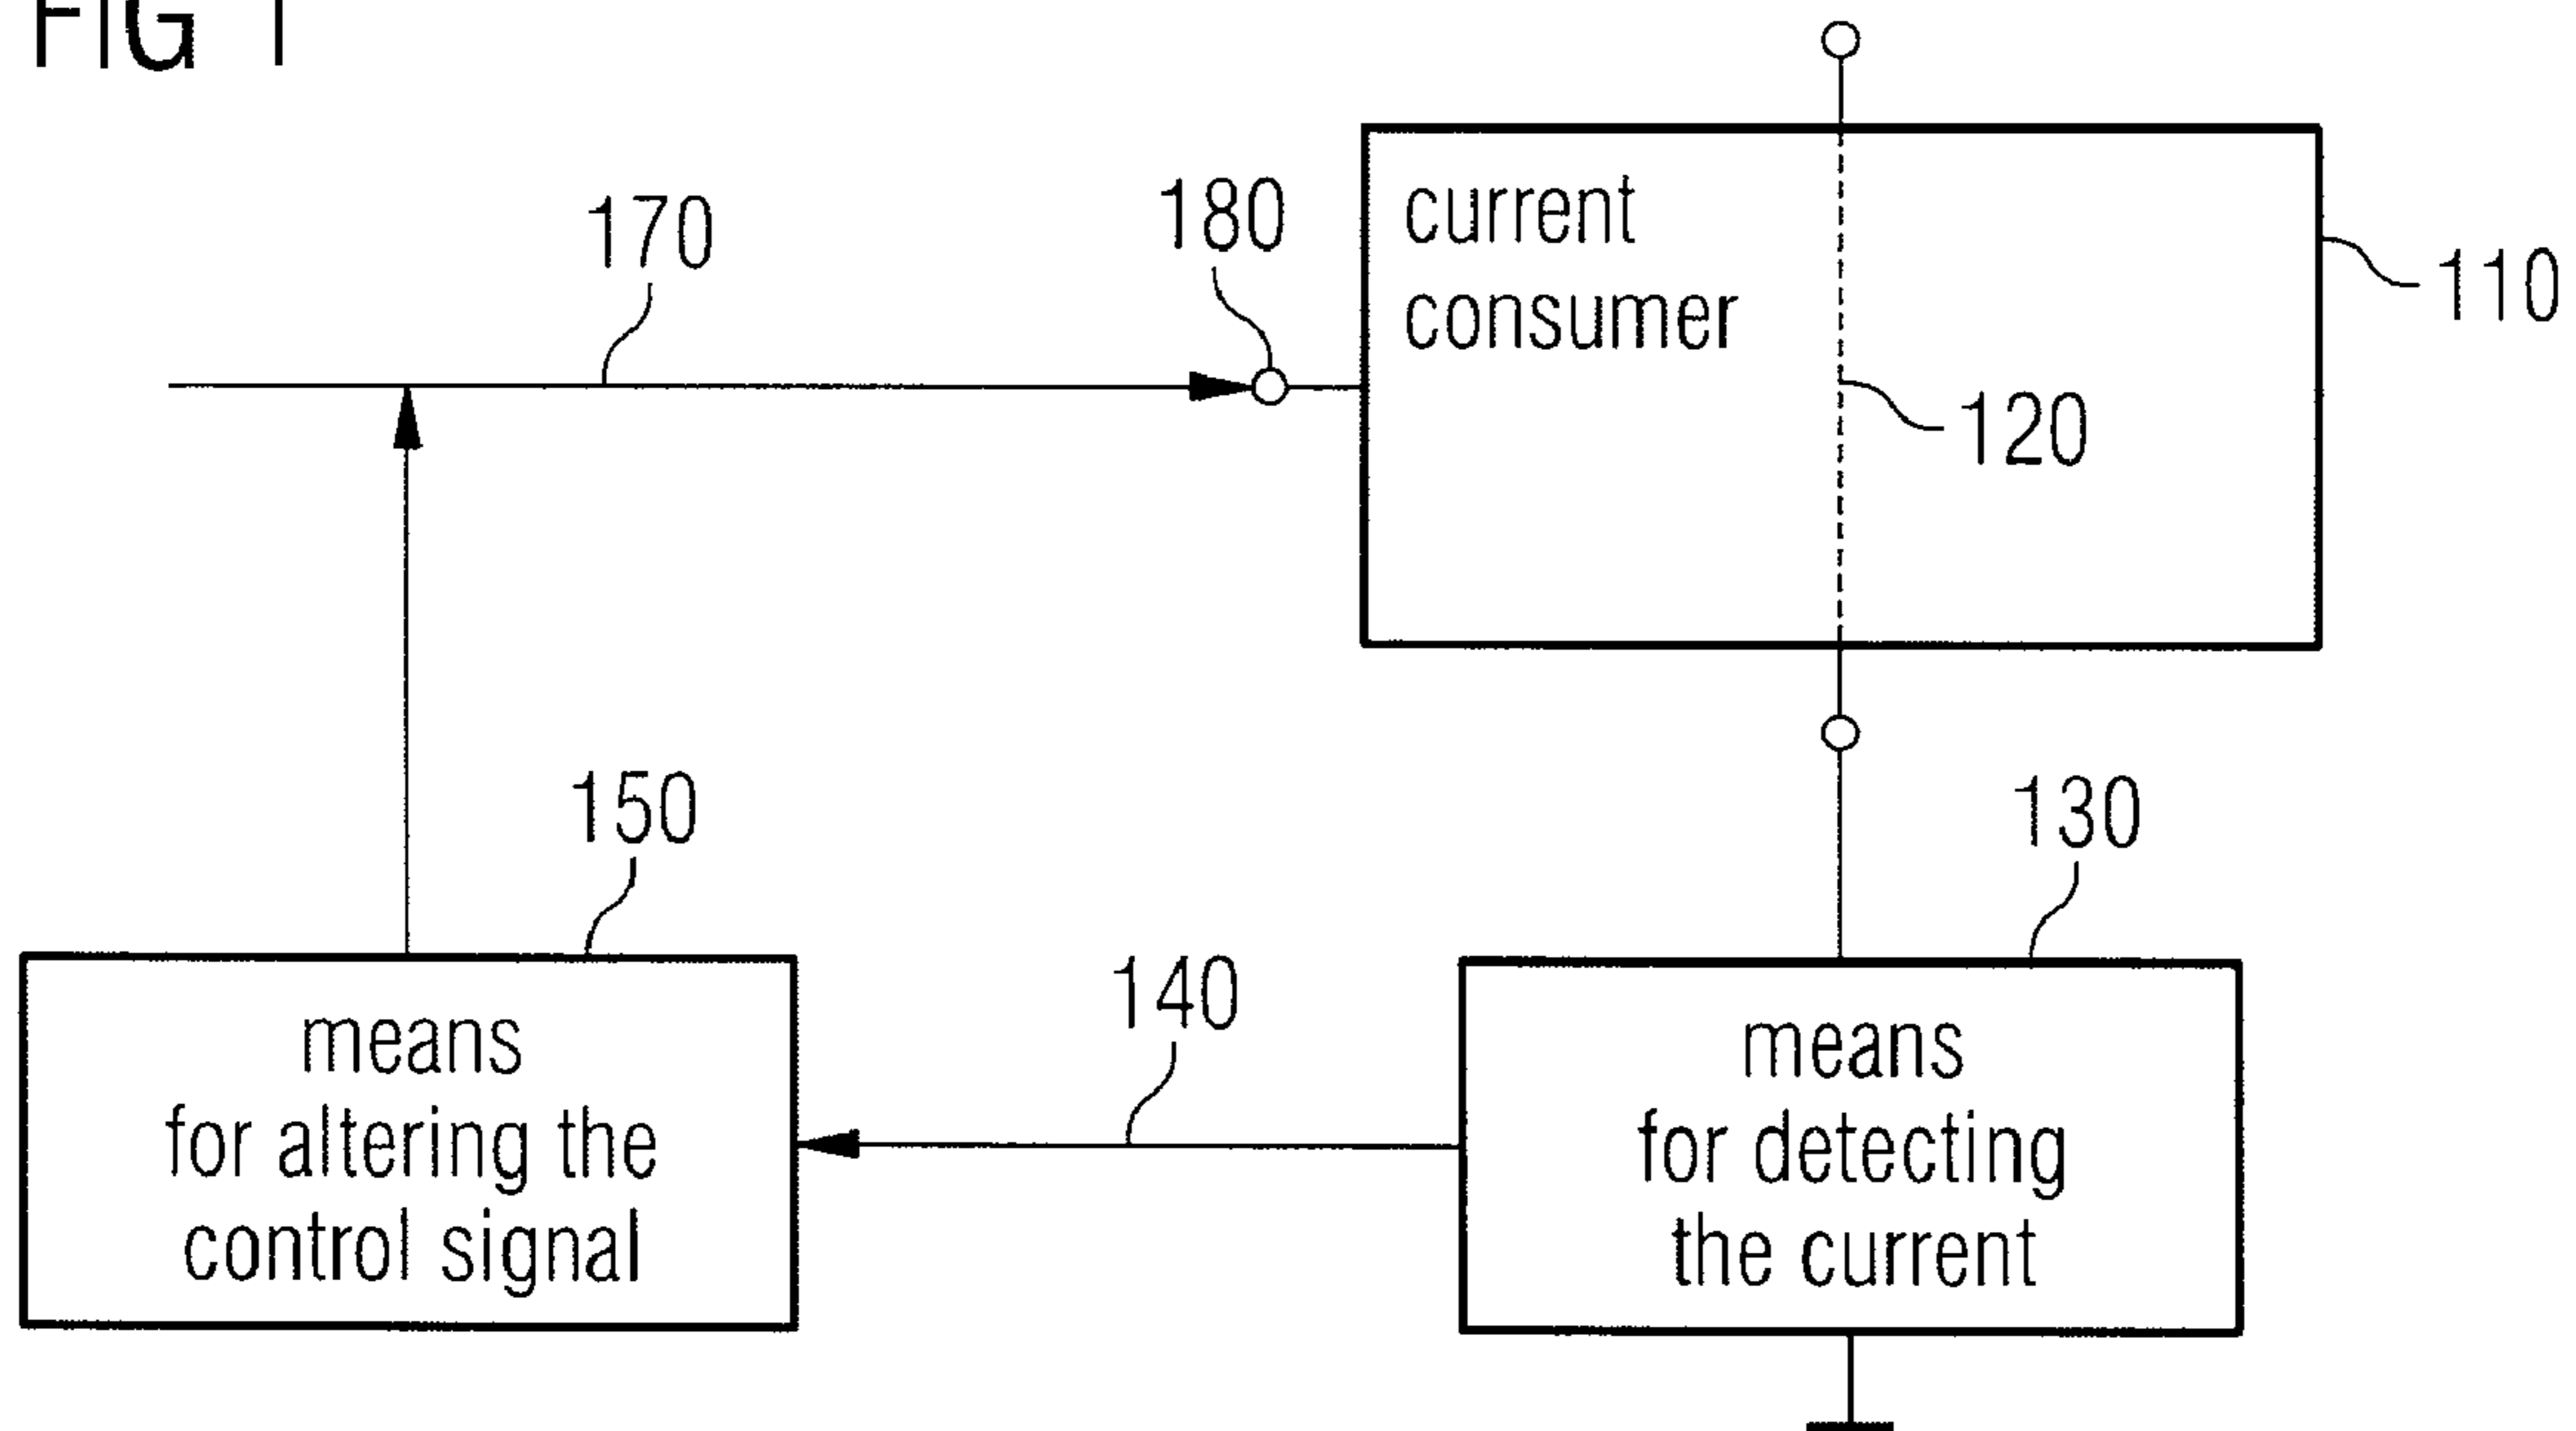 FIG 1
170
180
current
consumer
110
120
150
130
140
means
for altering the
control signal
means
for detecting
the current